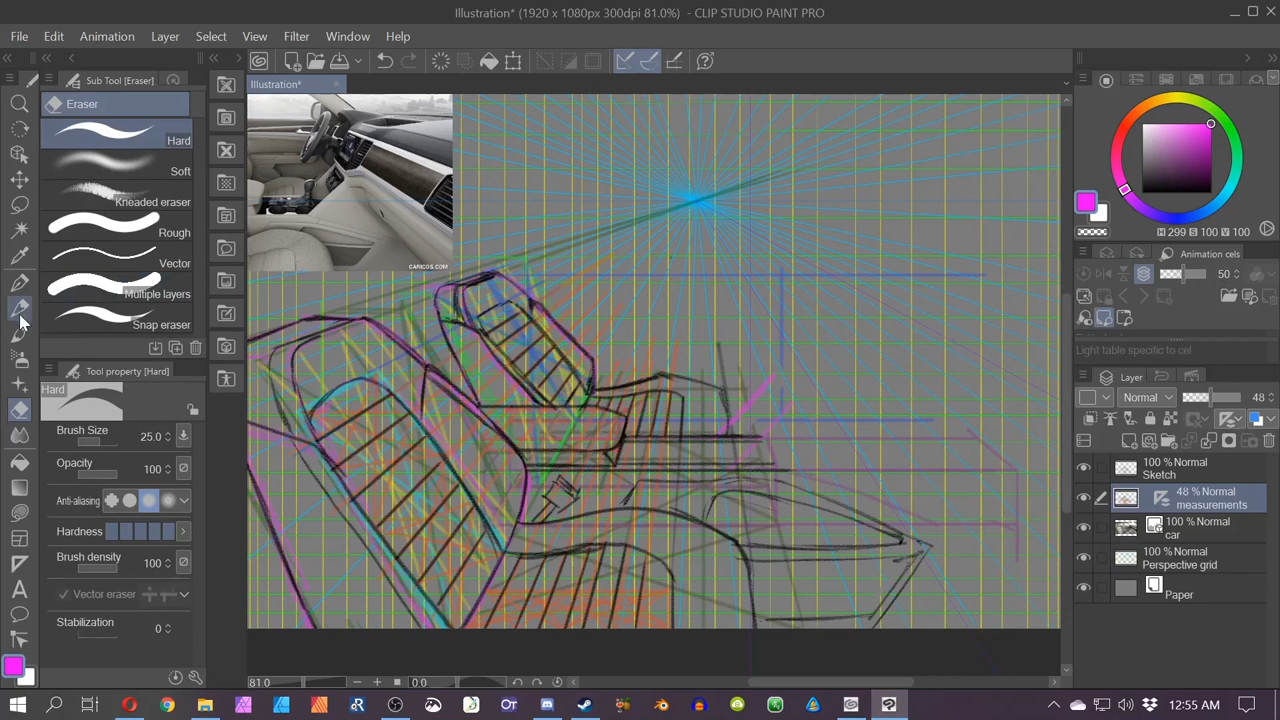 Illustration* (1920 x 1080px 300dpi 81.0%) - CLIP STUDIO PAINT PRO
File Edit Animation Layer Select View Filter Window Help
Sub Tool [Eraser]
Illustration*
Eraser
Hard
Soft
Kneaded eraser
Rough
Vector
Multiple layers
Snap eraser
Tool property [Hard]
Hard
Brush Size 25.0
Opacity 100
Anti-aliasing
Hardness
Brush density 100
Vector eraser
Stabilization 0
CARICOS.COM
H 299 S 100 V 100
Animation cels
50
Light table specific to cel
Layer
Normal 48
100 % Normal
Sketch
48 % Normal
measurements
100 % Normal
car
100 % Normal
Perspective grid
Paper
81.0 0.0
12:55 AM